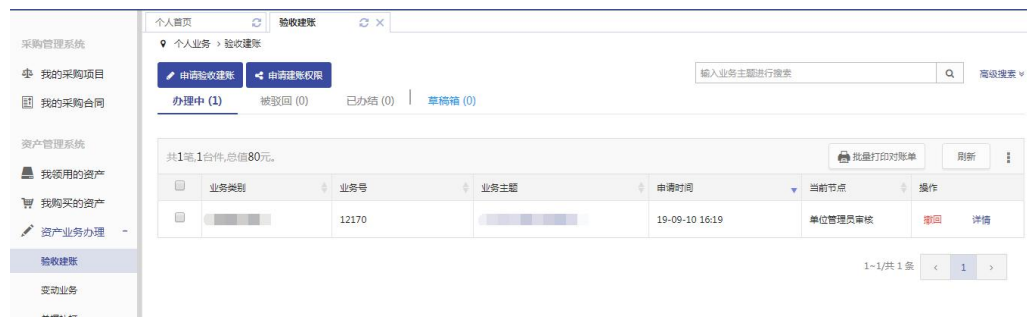 个人首页
验收建账
采购管理系统
我的采购项目
我的采购合同
资产管理系统
我领用的资产
我购买的资产
资产业务办理 -
验收建账
变动业务
个人业务 > 验收建账
申请验收建账 申请建账权限
输入业务主题进行搜索
高级搜索
办理中 (1) 被驳回 (0) 已办结 (0) 草稿箱 (0)
共1笔,1台件,总值80元。
批量打印对账单 刷新
业务类别 业务号 业务主题 申请时间 当前节点 操作
12170 19-09-10 16:19 单位管理员审核 撤回 详情
1~1/共 1 条 < 1 >